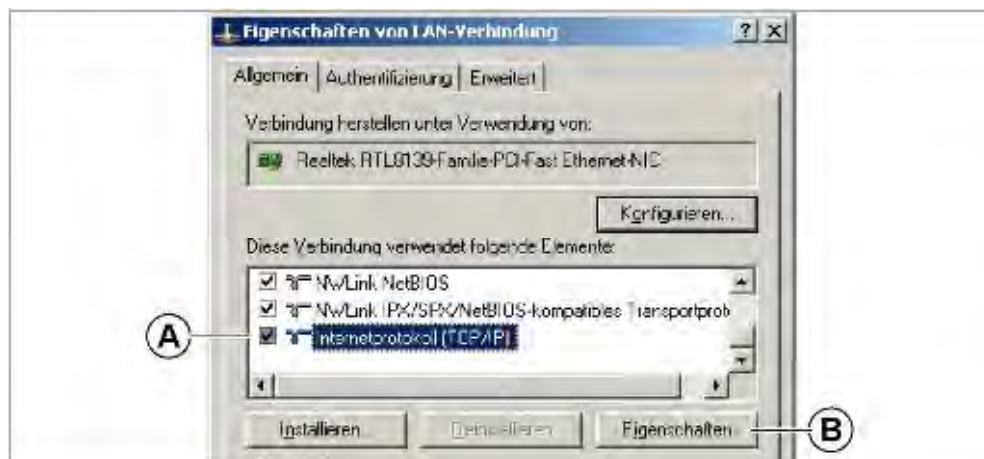 Eigenschaften von LAN-Verbindung
Allgemein Authentifizierung Erweitert
Verbindung herstellen unter Verwendung von:
Realtek RTL8139-Familie-PCI-Fast Ethernet-NIC
Konfigurieren...
Diese Verbindung verwendet folgende Elemente:
NWLink NetBIOS
NWLink IPX/SPX/NetBIOS-kompatibles Transportprot
A
Internetprotokoll (TCP/IP)
Installieren... Deinstallieren Eigenschaften
B